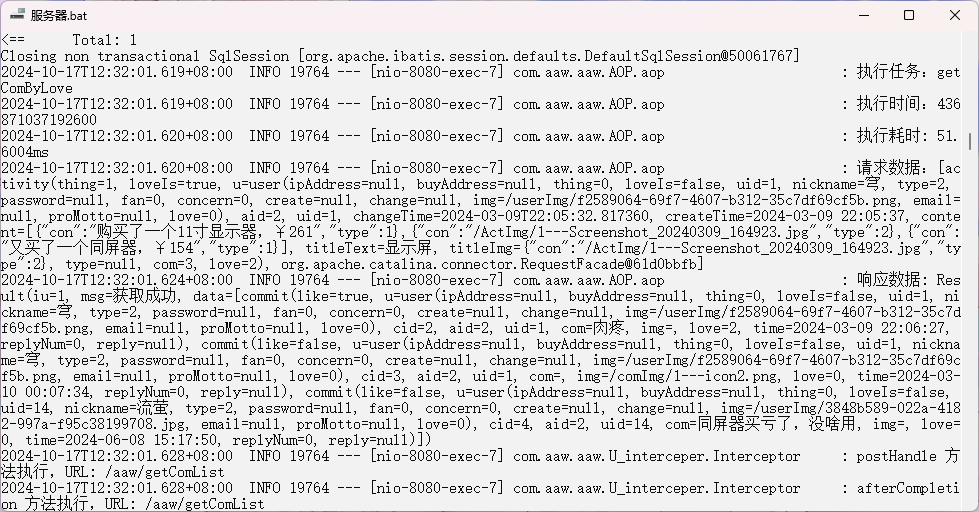 服务器.bat
<==      Total: 1
Closing non transactional SqlSession [org.apache.ibatis.session.defaults.DefaultSqlSession@50061767]
2024-10-17T12:32:01.619+08:00  INFO 19764 --- [nio-8080-exec-7] com.aaw.aaw.AOP.aop                      : 执行任务：get
ComByLove
2024-10-17T12:32:01.619+08:00  INFO 19764 --- [nio-8080-exec-7] com.aaw.aaw.AOP.aop                      : 执行时间：436
871037192600
2024-10-17T12:32:01.620+08:00  INFO 19764 --- [nio-8080-exec-7] com.aaw.aaw.AOP.aop                      : 执行耗时: 51.
6004ms
2024-10-17T12:32:01.620+08:00  INFO 19764 --- [nio-8080-exec-7] com.aaw.aaw.AOP.aop                      : 请求数据：[ac
tivity(thing=1, loveIs=true, u=user(ipAddress=null, buyAddress=null, thing=0, loveIs=false, uid=1, nickname=穹, type=2,
password=null, fan=0, concern=0, create=null, change=null, img=/userImg/f2589064-69f7-4607-b312-35c7df69cf5b.png, email=
null, proMotto=null, love=0), aid=2, uid=1, changeTime=2024-03-09T22:05:32.817360, createTime=2024-03-09 22:05:37, conte
nt=[{"con":"购买了一个11寸显示器，￥261","type":1},{"con":"/ActImg/1---Screenshot_20240309_164923.jpg","type":2},{"con":
"又买了一个同屏器，￥154","type":1}], titleText=显示屏, titleImg={"con":"/ActImg/1---Screenshot_20240309_164923.jpg","ty
pe":2}, type=null, com=3, love=2), org.apache.catalina.connector.RequestFacade@61d0bbfb]
2024-10-17T12:32:01.624+08:00  INFO 19764 --- [nio-8080-exec-7] com.aaw.aaw.AOP.aop                      : 响应数据: Res
ult(iu=1, msg=获取成功, data=[commit(like=true, u=user(ipAddress=null, buyAddress=null, thing=0, loveIs=false, uid=1, ni
ckname=穹, type=2, password=null, fan=0, concern=0, create=null, change=null, img=/userImg/f2589064-69f7-4607-b312-35c7d
f69cf5b.png, email=null, proMotto=null, love=0), cid=2, aid=2, uid=1, com=肉疼, img=, love=2, time=2024-03-09 22:06:27,
replyNum=0, reply=null), commit(like=false, u=user(ipAddress=null, buyAddress=null, thing=0, loveIs=false, uid=1, nickna
me=穹, type=2, password=null, fan=0, concern=0, create=null, change=null, img=/userImg/f2589064-69f7-4607-b312-35c7df69c
f5b.png, email=null, proMotto=null, love=0), cid=3, aid=2, uid=1, com=, img=/comImg/1---icon2.png, love=0, time=2024-03-
10 00:07:34, replyNum=0, reply=null), commit(like=false, u=user(ipAddress=null, buyAddress=null, thing=0, loveIs=false,
uid=14, nickname=流萤, type=2, password=null, fan=0, concern=0, create=null, change=null, img=/userImg/3848b589-022a-418
2-997a-f95c38199708.jpg, email=null, proMotto=null, love=0), cid=4, aid=2, uid=14, com=同屏器买亏了，没啥用, img=, love=
0, time=2024-06-08 15:17:50, replyNum=0, reply=null)])
2024-10-17T12:32:01.628+08:00  INFO 19764 --- [nio-8080-exec-7] com.aaw.aaw.U_interceper.Interceptor     : postHandle 方
法执行，URL: /aaw/getComList
2024-10-17T12:32:01.628+08:00  INFO 19764 --- [nio-8080-exec-7] com.aaw.aaw.U_interceper.Interceptor     : afterCompleti
on 方法执行，URL: /aaw/getComList